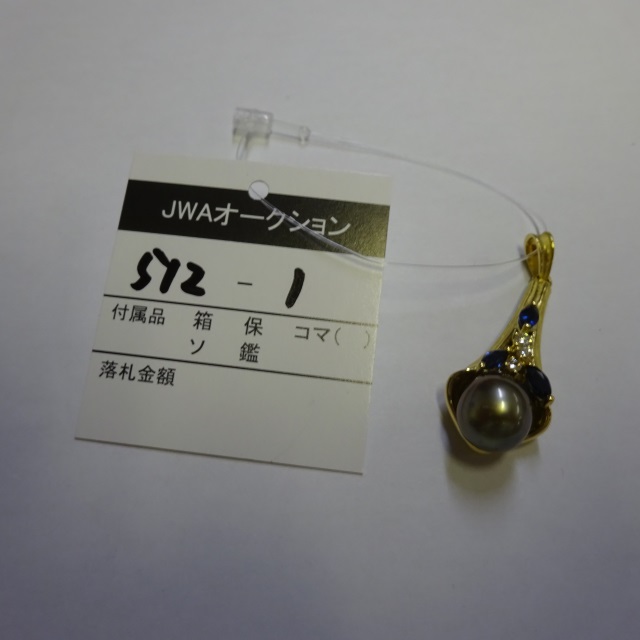 JWAオークション
572 - 1
付属品 箱 保 コマ( )
ソ 鑑
落札金額